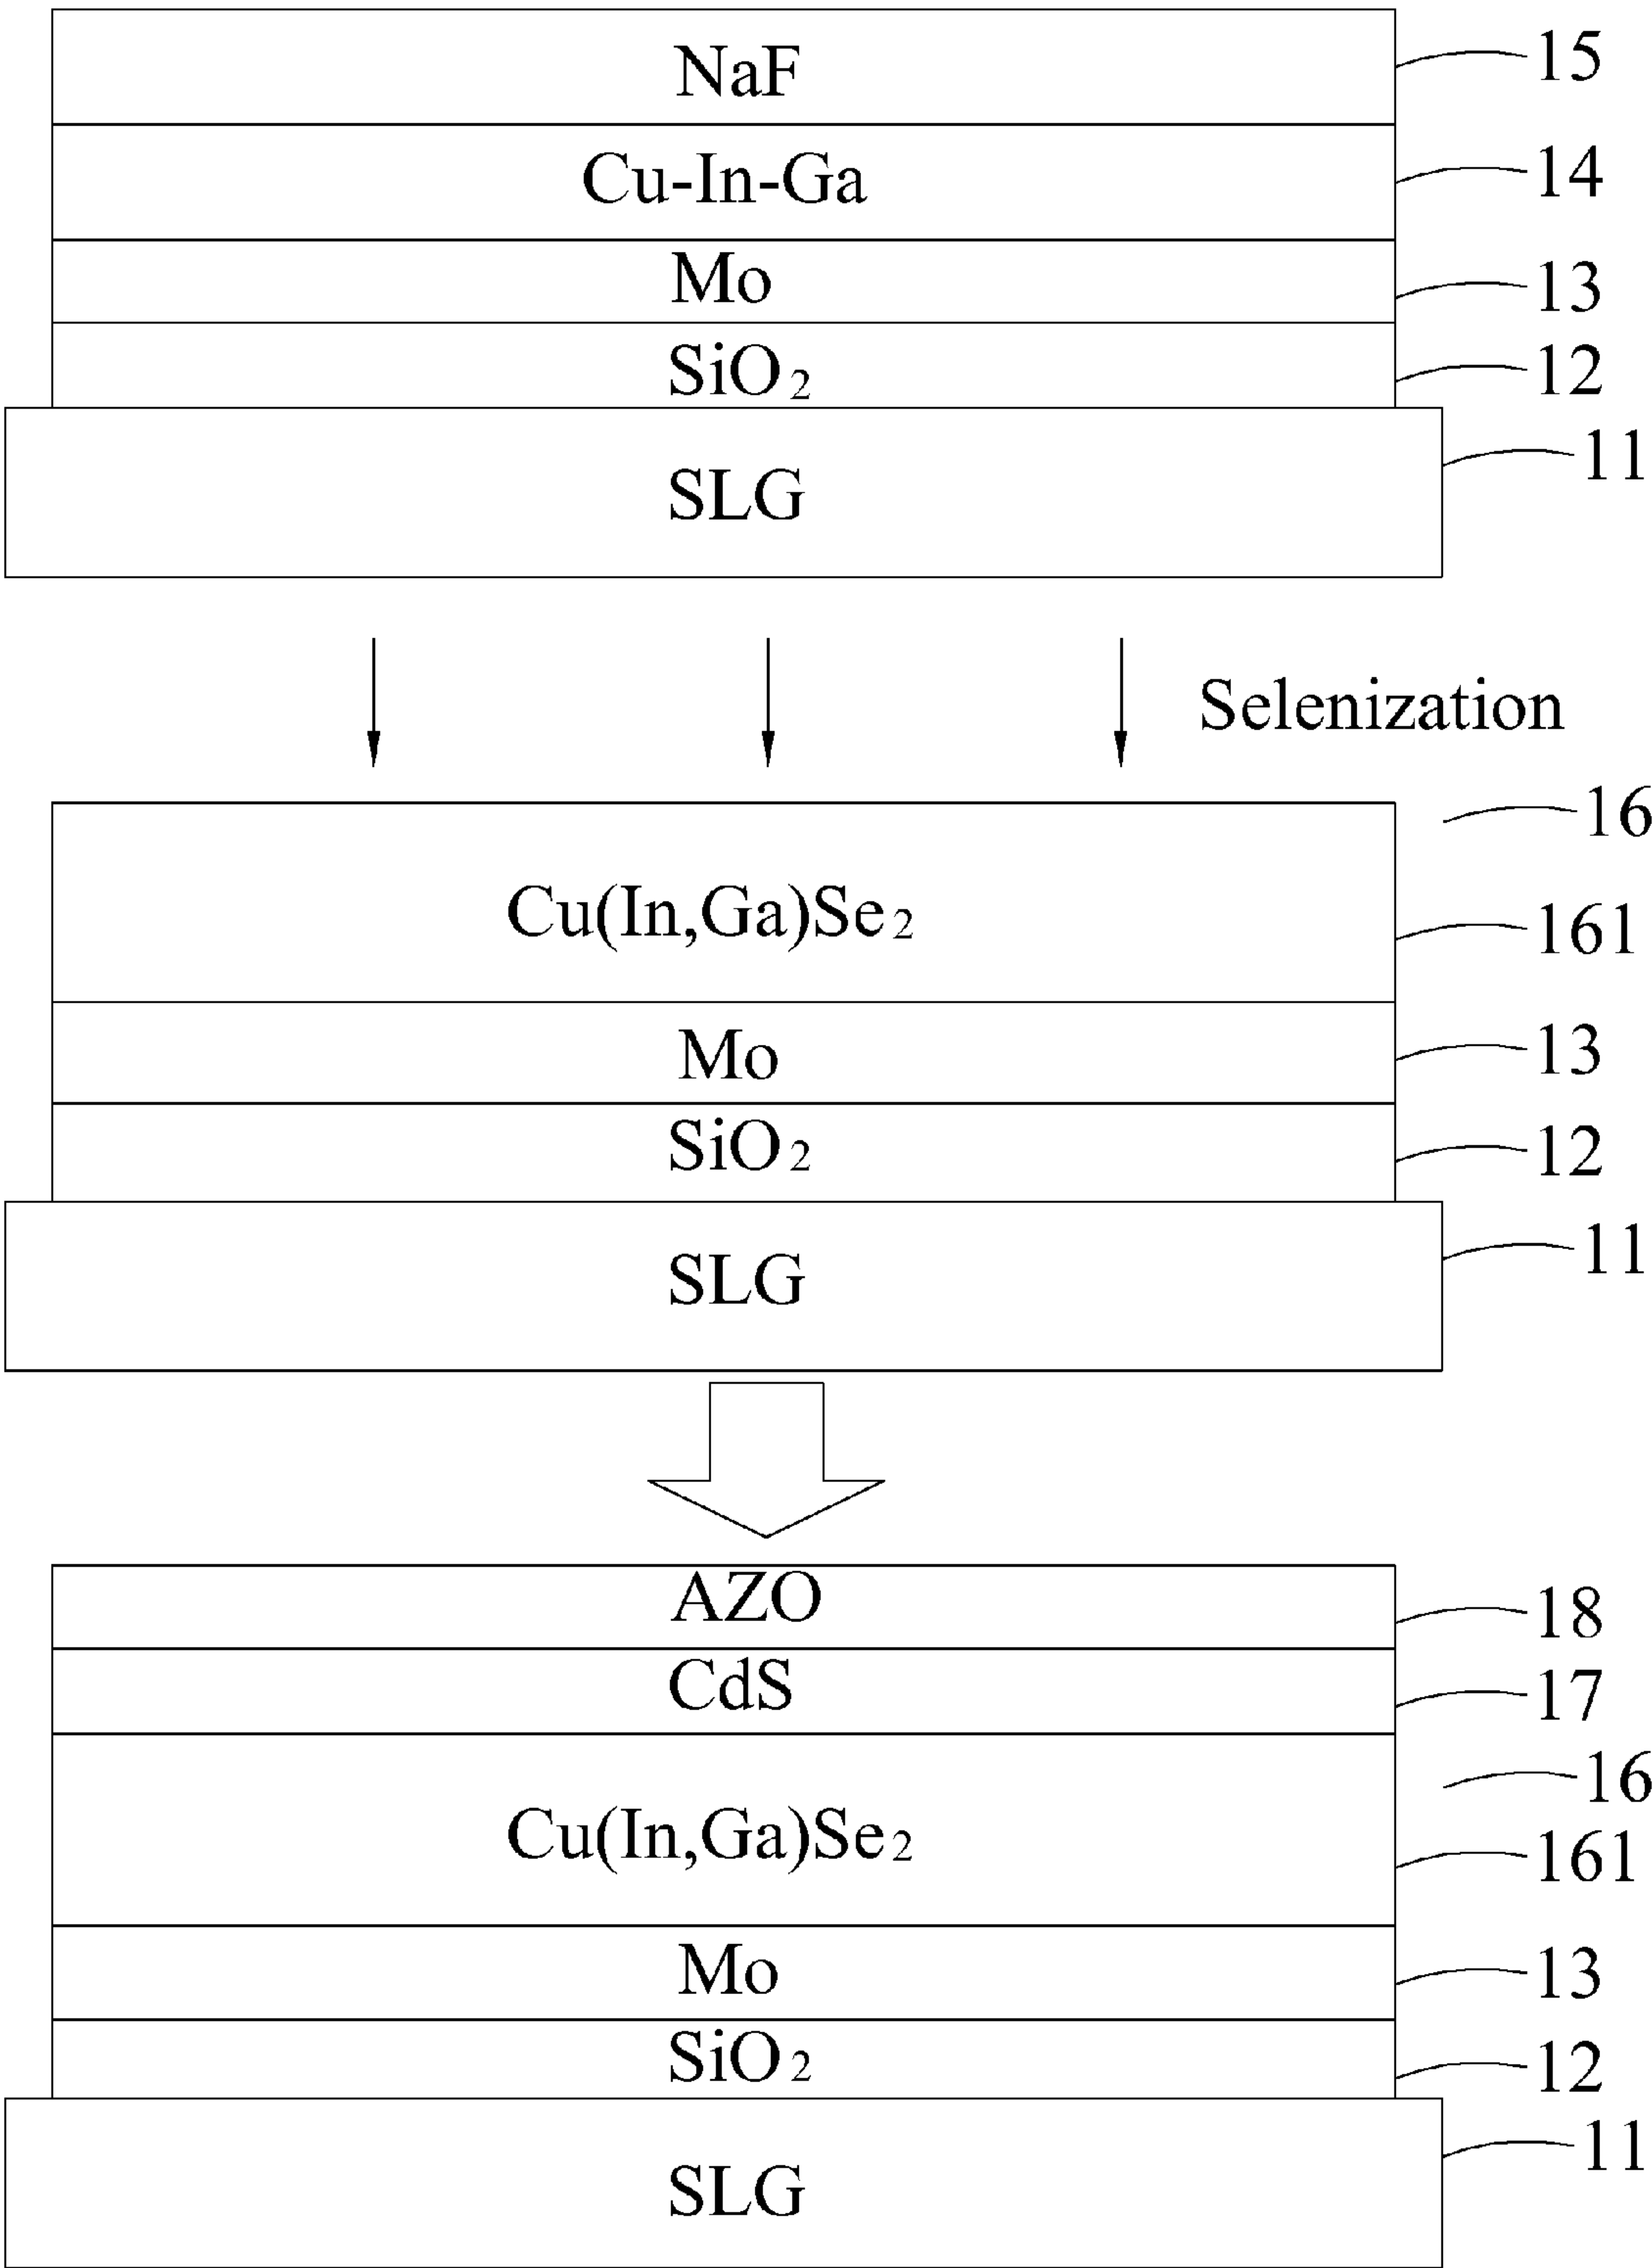 NaF 15
Cu-In-Ga 14
Mo 13
SiO₂ 12
SLG 11
Selenization
16
Cu(In,Ga)Se₂ 161
Mo 13
SiO₂ 12
SLG 11
AZO 18
CdS 17
16
Cu(In,Ga)Se₂ 161
Mo 13
SiO₂ 12
SLG 11